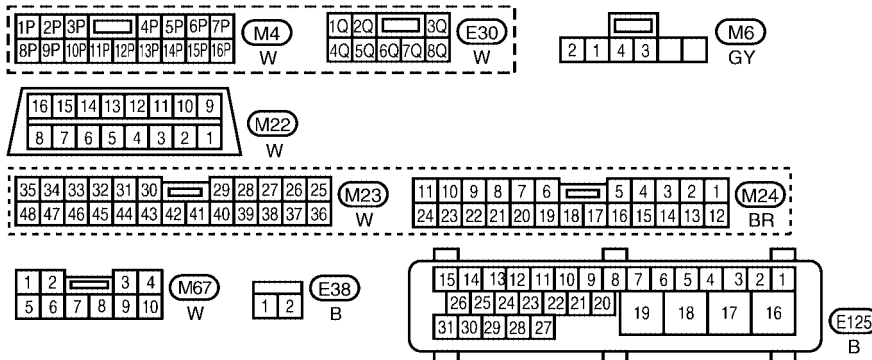 1P 2P 3P 4P 5P 6P 7P
8P 9P 10P 11P 12P 13P 14P 15P 16P
M4
W
1Q 2Q 3Q
4Q 5Q 6Q 7Q 8Q
E30
W
2 1 4 3
M6
GY
16 15 14 13 12 11 10 9
8 7 6 5 4 3 2 1
M22
W
35 34 33 32 31 30 29 28 27 26 25
48 47 46 45 44 43 42 41 40 39 38 37 36
M23
W
11 10 9 8 7 6 5 4 3 2 1
24 23 22 21 20 19 18 17 16 15 14 13 12
M24
BR
1 2 3 4
5 6 7 8 9 10
M67
W
1 2
E38
B
15 14 13 12 11 10 9 8 7 6 5 4 3 2 1
26 25 24 23 22 21 20
31 30 29 28 27
19 18 17 16
E125
B